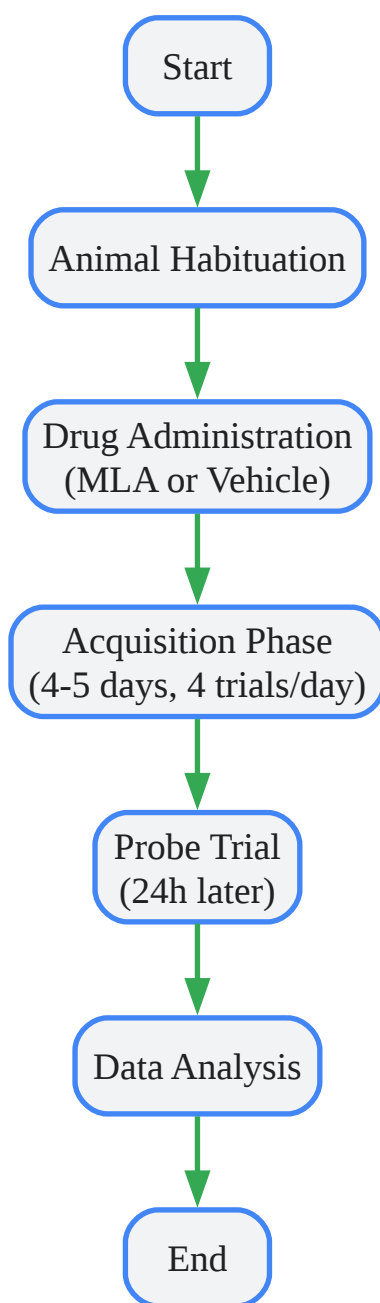 Start
Animal Habituation
Drug Administration
(MLA or Vehicle)
Acquisition Phase
(4-5 days, 4 trials/day)
Probe Trial
(24h later)
Data Analysis
End